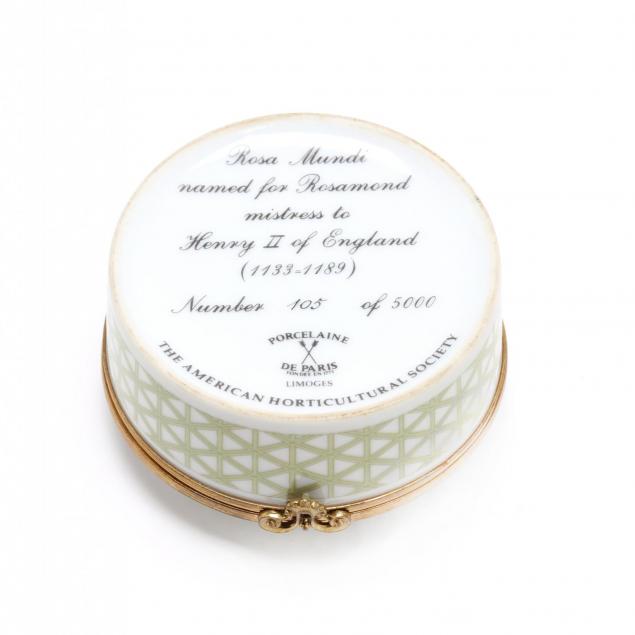 Rosa Mundi
named for Rosamond
mistress to
Henry II of England
(1133=1189)
Number 105 of 5000
PORCELAINE
DE PARIS
LIMOGES
THE AMERICAN HORTICULTURAL SOCIETY